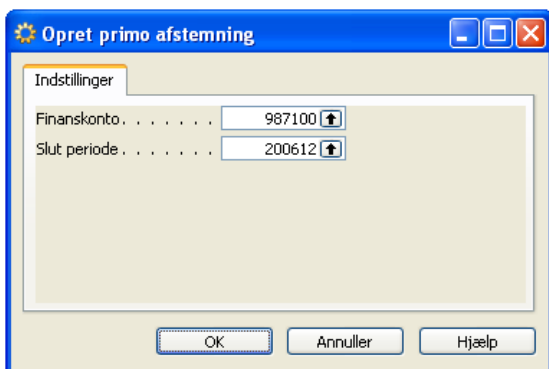 Opret primo afstemning
Indstillinger
Finanskonto. . . . . . . 987100
Slut periode . . . . . . . 200612
OK Annuller Hjælp